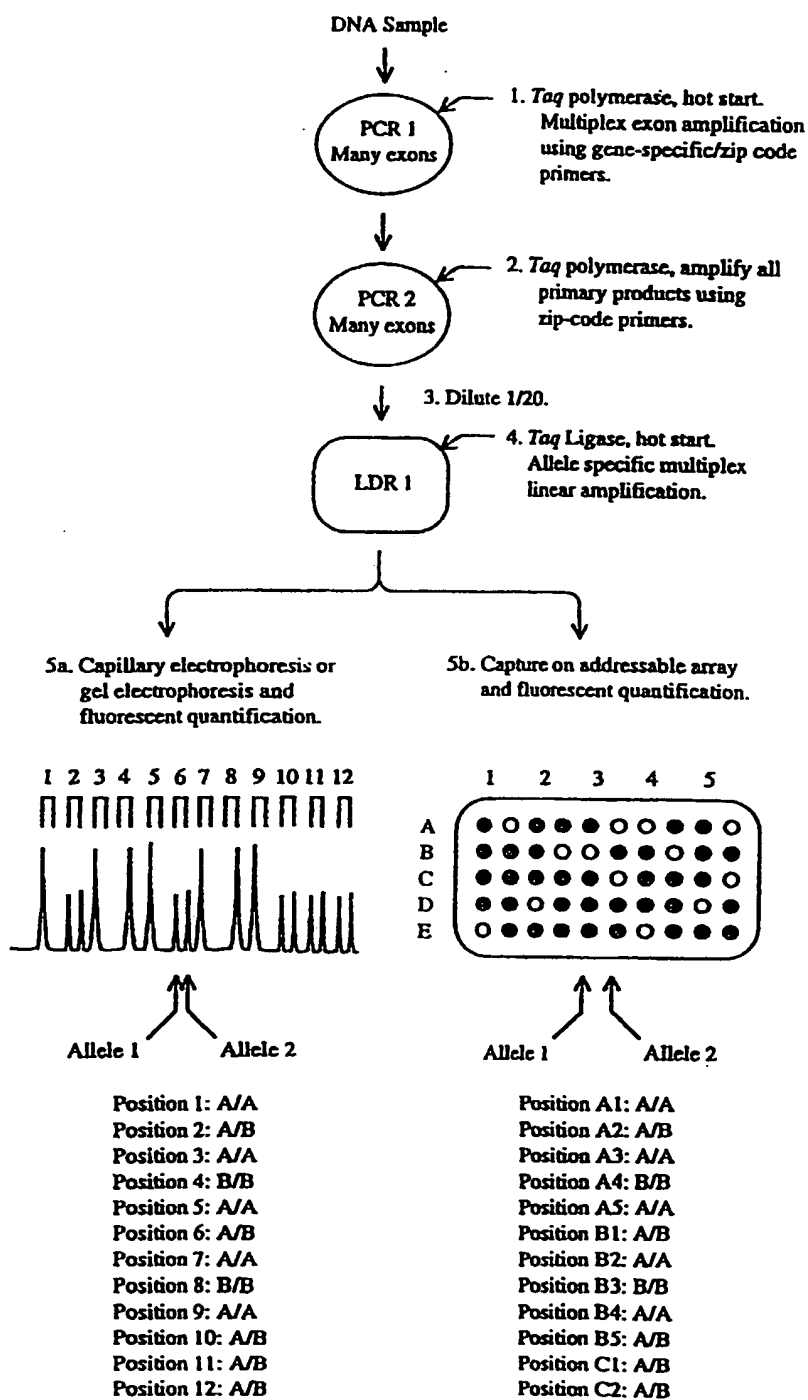 DNA Sample
PCR 1
Many exons
1. Taq polymerase, hot start.
Multiplex exon amplification
using gene-specific/zip code
primers.
PCR 2
Many exons
2. Taq polymerase, amplify all
primary products using
zip-code primers.
3. Dilute 1/20.
LDR 1
4. Taq Ligase, hot start.
Allele specific multiplex
linear amplification.
5a. Capillary electrophoresis or
gel electrophoresis and
fluorescent quantification.
5b. Capture on addressable array
and fluorescent quantification.
1 2 3 4 5 6 7 8 9 10 11 12
1 2 3 4 5
A
B
C
D
E
Allele 1 Allele 2
Allele 1 Allele 2
Position 1: A/A
Position 2: A/B
Position 3: A/A
Position 4: B/B
Position 5: A/A
Position 6: A/B
Position 7: A/A
Position 8: B/B
Position 9: A/A
Position 10: A/B
Position 11: A/B
Position 12: A/B
Position A1: A/A
Position A2: A/B
Position A3: A/A
Position A4: B/B
Position A5: A/A
Position B1: A/B
Position B2: A/A
Position B3: B/B
Position B4: A/A
Position B5: A/B
Position C1: A/B
Position C2: A/B